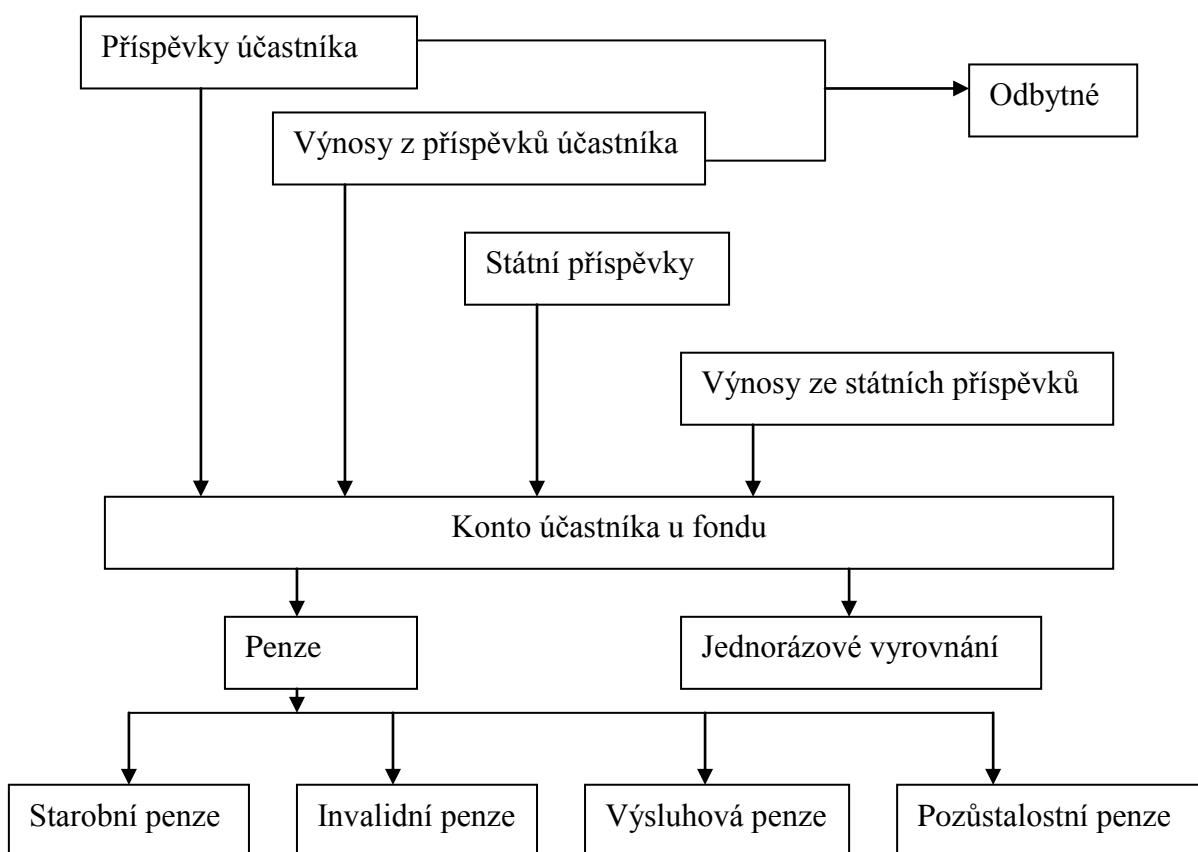 Příspěvky účastníka
Odbytné
Výnosy z příspěvků účastníka
Státní příspěvky
Výnosy ze státních příspěvků
Konto účastníka u fondu
Penze
Jednorázové vyrovnání
Starobní penze
Invalidní penze
Výsluhová penze
Pozůstalostní penze